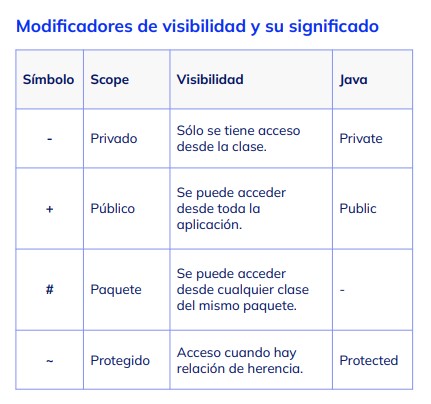 Modificadores de visibilidad y su significado
Símbolo Scope Visibilidad Java
- Privado Sólo se tiene acceso desde la clase. Private
+ Público Se puede acceder desde toda la aplicación. Public
# Paquete Se puede acceder desde cualquier clase del mismo paquete. -
~ Protegido Acceso cuando hay relación de herencia. Protected